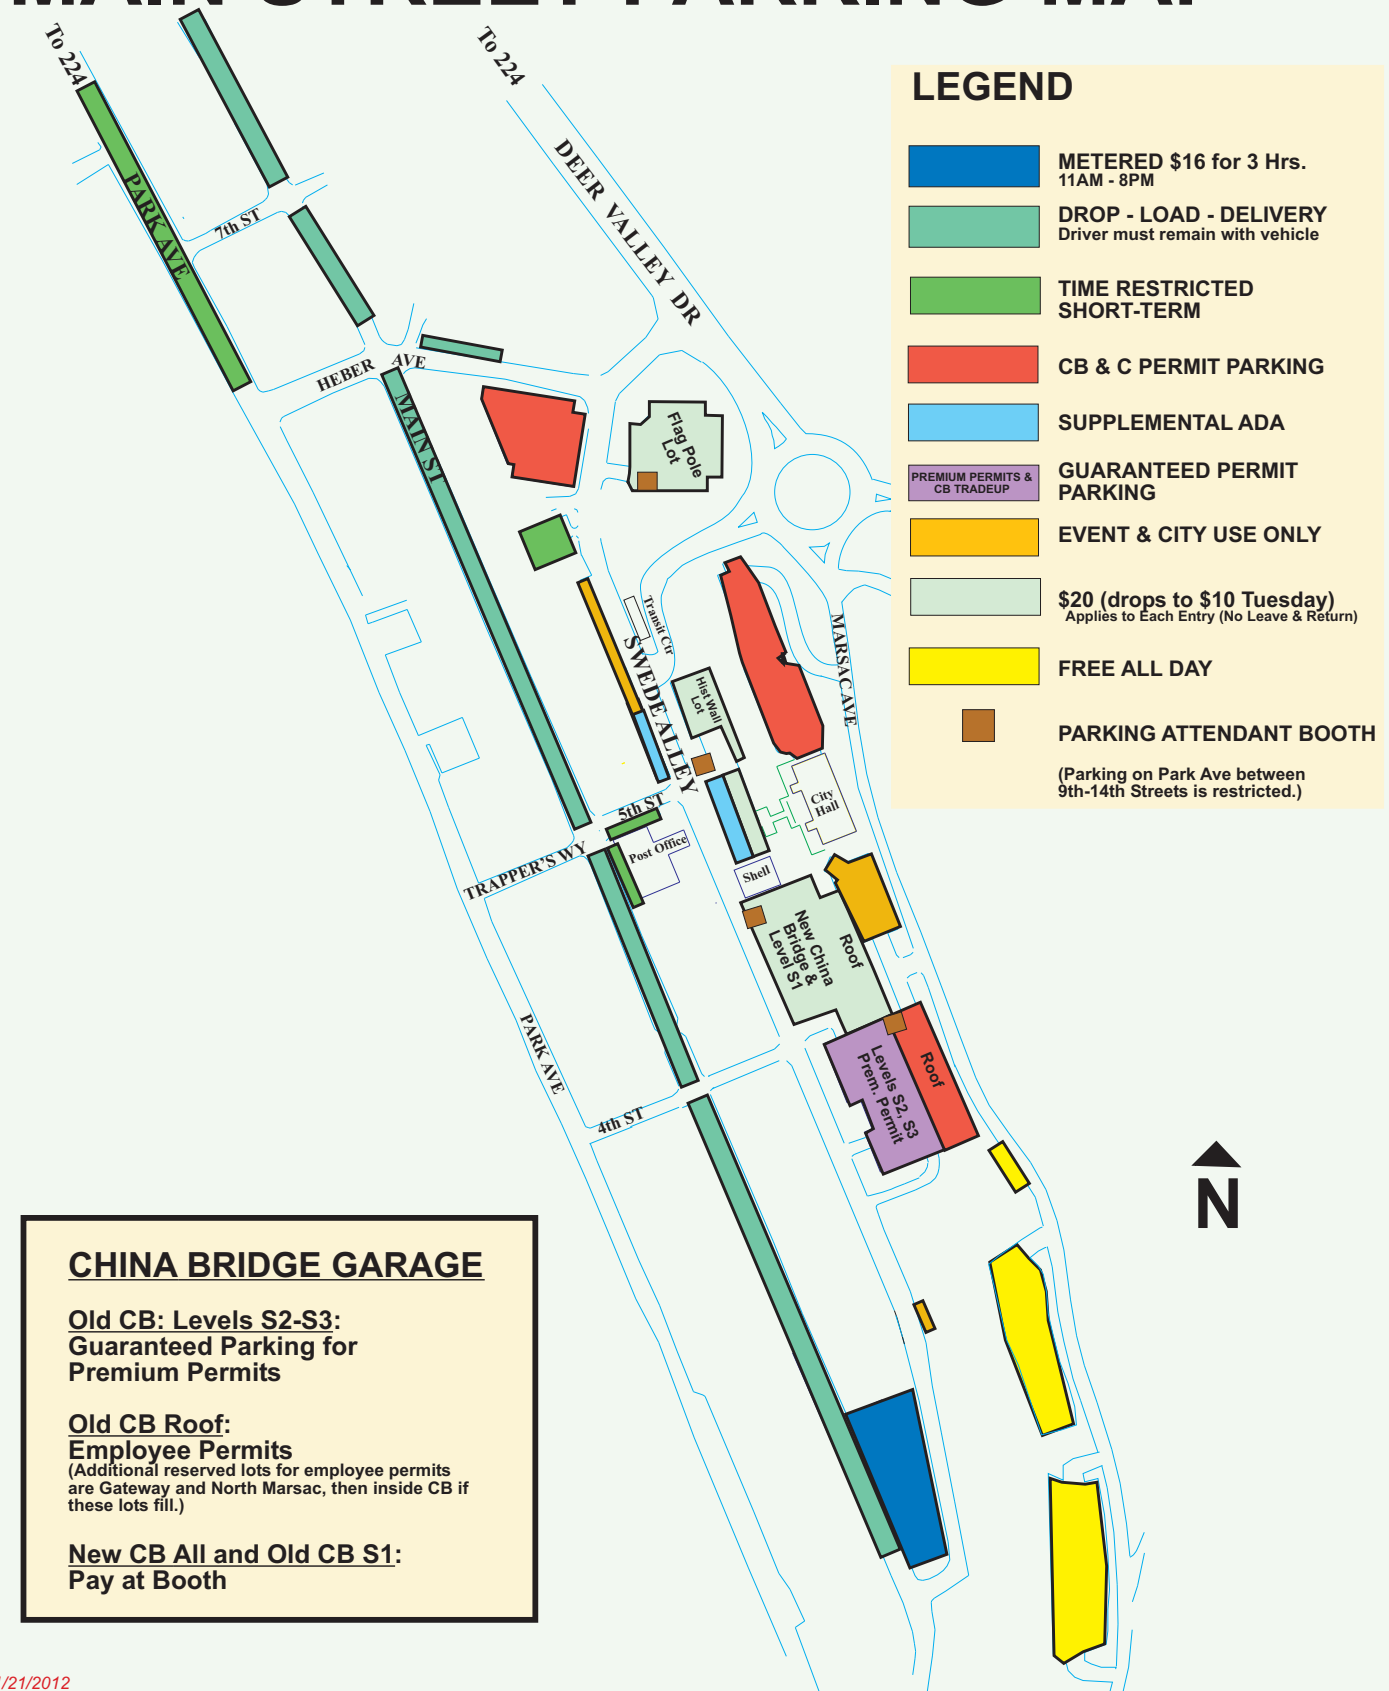 MAIN STREET PARKING MAP
To 224
To 224
DEER VALLEY DR
PARK AVE
7th ST
HEBER AVE
MAIN ST
Flag Pole
Lot
Transit Ctr
SWEDE ALLEY
Hist Wall
Lot
MARSAC AVE
City
Hall
5th ST
Post Office
TRAPPER'S WY
Shell
New China
Bridge &
Level S1
Roof
PARK AVE
4th ST
Levels S2, S3
Prem. Permit
Roof
N
LEGEND
METERED $16 for 3 Hrs.
11AM - 8PM
DROP - LOAD - DELIVERY
Driver must remain with vehicle
TIME RESTRICTED
SHORT-TERM
CB & C PERMIT PARKING
SUPPLEMENTAL ADA
PREMIUM PERMITS &
CB TRADEUP
GUARANTEED PERMIT
PARKING
EVENT & CITY USE ONLY
$20 (drops to $10 Tuesday)
Applies to Each Entry (No Leave & Return)
FREE ALL DAY
PARKING ATTENDANT BOOTH
(Parking on Park Ave between
9th-14th Streets is restricted.)
CHINA BRIDGE GARAGE
Old CB: Levels S2-S3:
Guaranteed Parking for
Premium Permits
Old CB Roof:
Employee Permits
(Additional reserved lots for employee permits
are Gateway and North Marsac, then inside CB if
these lots fill.)
New CB All and Old CB S1:
Pay at Booth
/21/2012